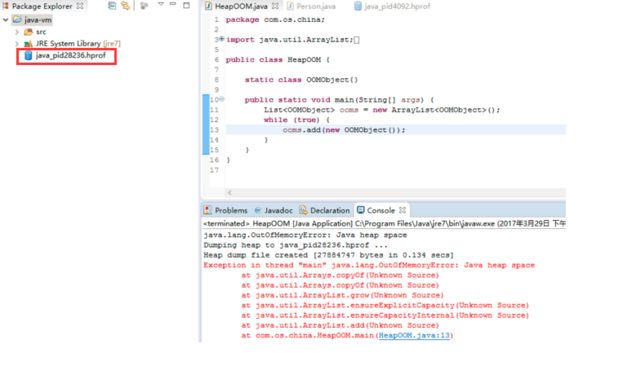 Package Explorer
java-vm
src
JRE System Library [jre7]
java_pid28236.hprof
HeapOOM.java
Person.java
java_pid4092.hprof
1 package com.os.china;
2
3 import java.util.ArrayList;
5
6 public class HeapOOM {
7
8 static class OOMObject{}
9
10 public static void main(String[] args) {
11 List<OOMObject> ooms = new ArrayList<OOMObject>();
12 while (true) {
13 ooms.add(new OOMObject());
14 }
15 }
16 }
17
Problems Javadoc Declaration Console
<terminated> HeapOOM [Java Application] C:\Program Files\Java\jre7\bin\javaw.exe (2017年3月29日 下午
java.lang.OutOfMemoryError: Java heap space
Dumping heap to java_pid28236.hprof ...
Heap dump file created [27884747 bytes in 0.134 secs]
Exception in thread "main" java.lang.OutOfMemoryError: Java heap space
at java.util.Arrays.copyOf(Unknown Source)
at java.util.Arrays.copyOf(Unknown Source)
at java.util.ArrayList.grow(Unknown Source)
at java.util.ArrayList.ensureExplicitCapacity(Unknown Source)
at java.util.ArrayList.ensureCapacityInternal(Unknown Source)
at java.util.ArrayList.add(Unknown Source)
at com.os.china.HeapOOM.main(HeapOOM.java:13)